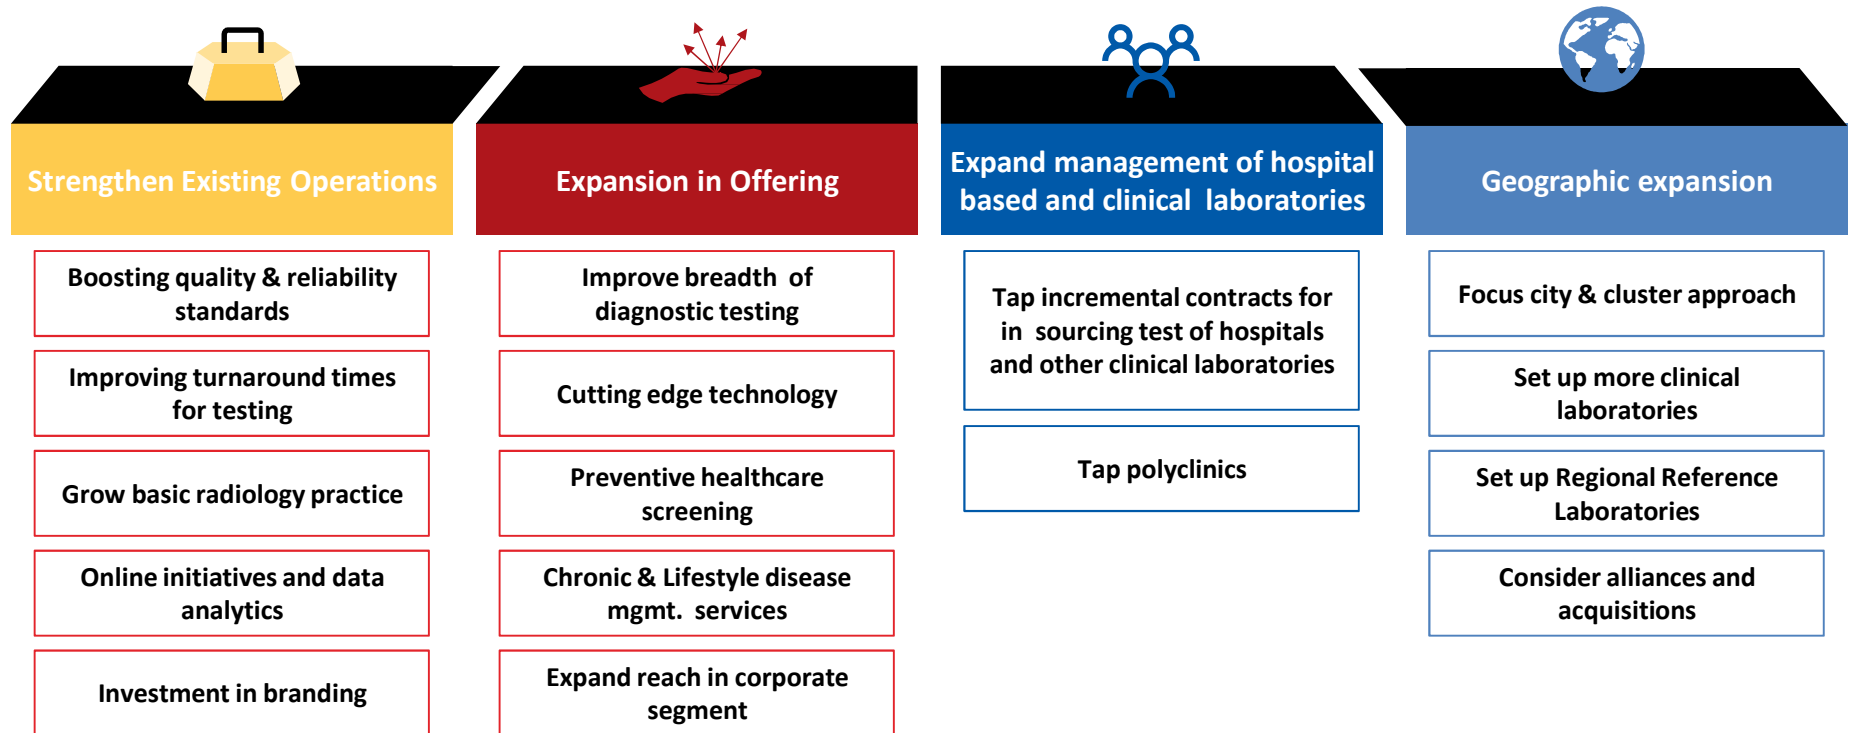 Strengthen Existing Operations
Boosting quality & reliability
standards
Improving turnaround times
for testing
Grow basic radiology practice
Online initiatives and data
analytics
Investment in branding
Expansion in Offering
Improve breadth of
diagnostic testing
Cutting edge technology
Preventive healthcare
screening
Chronic & Lifestyle disease
mgmt. services
Expand reach in corporate
segment
Expand management of hospital
based and clinical laboratories
Tap incremental contracts for
in sourcing test of hospitals
and other clinical laboratories
Tap polyclinics
Geographic expansion
Focus city & cluster approach
Set up more clinical
laboratories
Set up Regional Reference
Laboratories
Consider alliances and
acquisitions